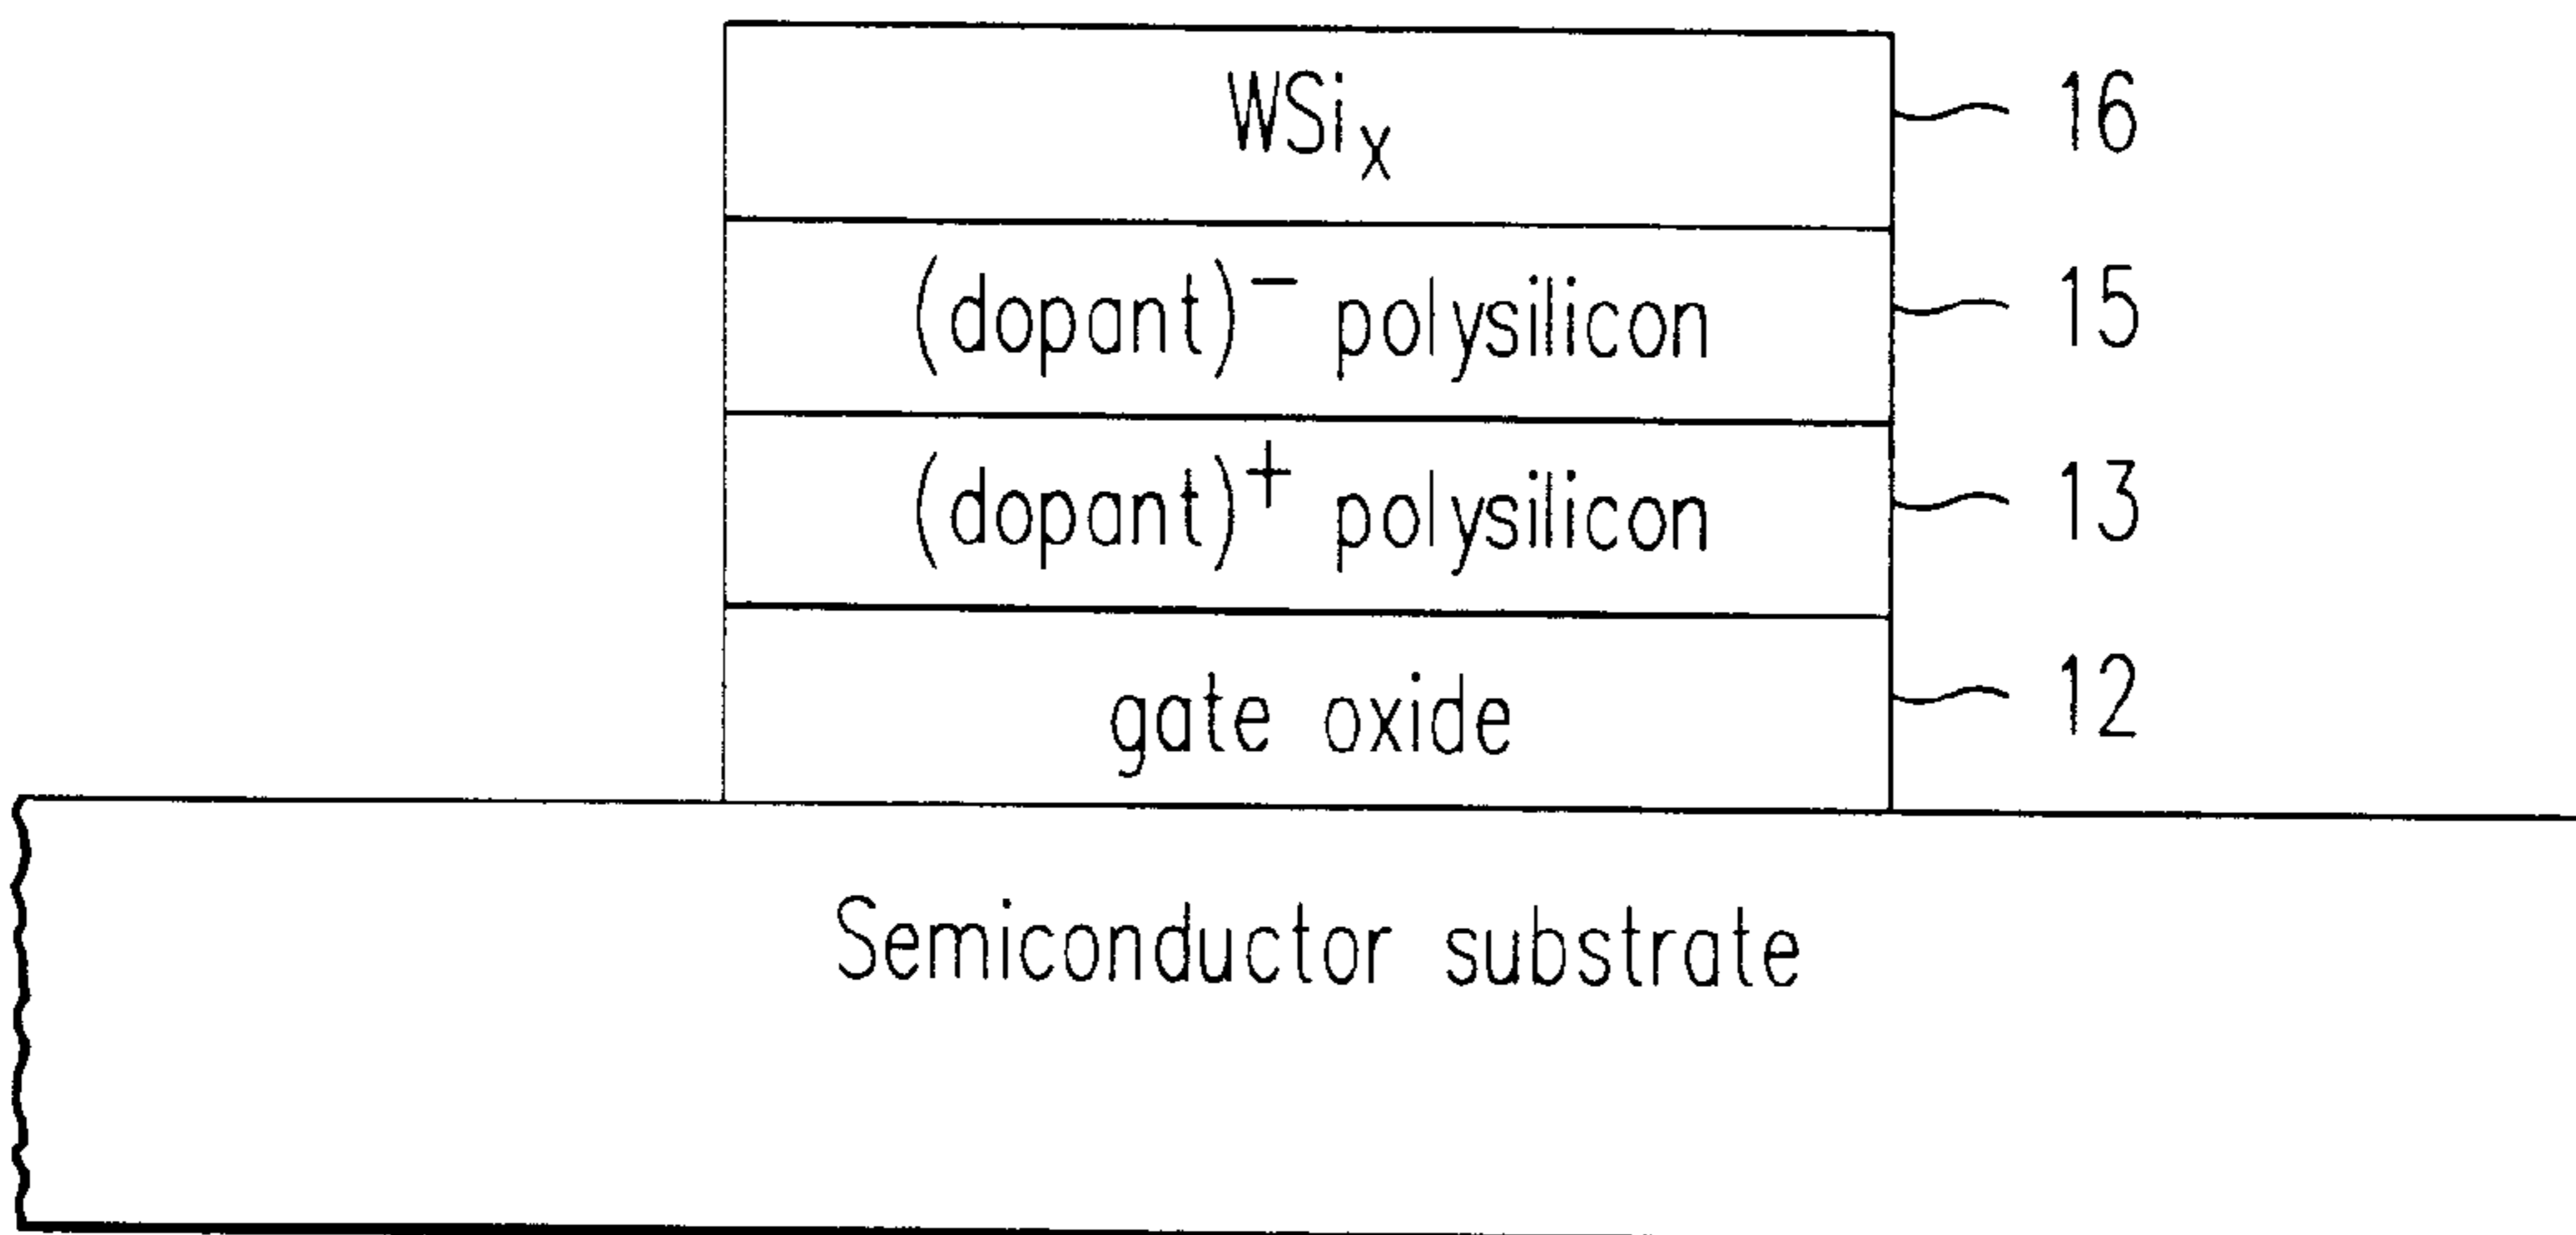 WSiₓ 16
(dopant)⁻ polysilicon 15
(dopant)⁺ polysilicon 13
gate oxide 12
Semiconductor substrate